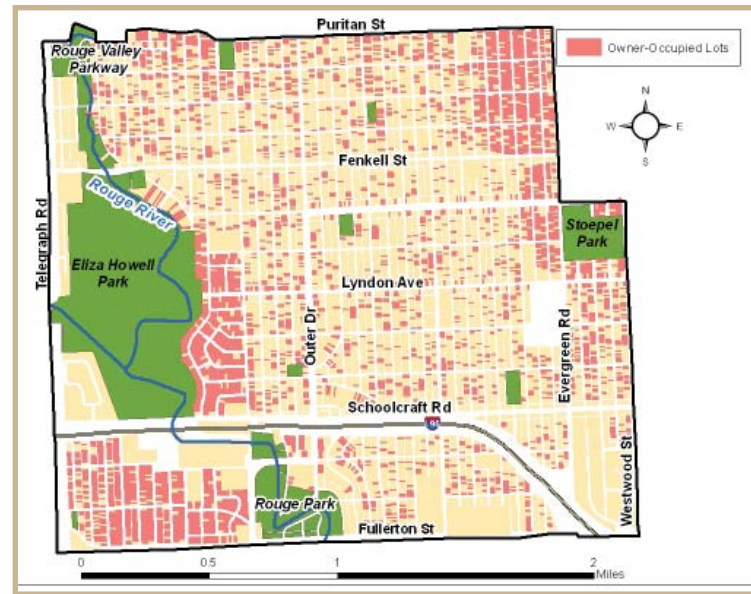 Puritan St
Owner-Occupied Lots
Rouge Valley
Parkway
N
W
E
S
Fenkell St
Rouge River
Telegraph Rd
Stoepel
Park
Eliza Howell
Park
Lyndon Ave
Outer Dr
Evergreen Rd
Schoolcraft Rd
Westwood St
Rouge Park
Fullerton St
0
0.5
1
2
Miles